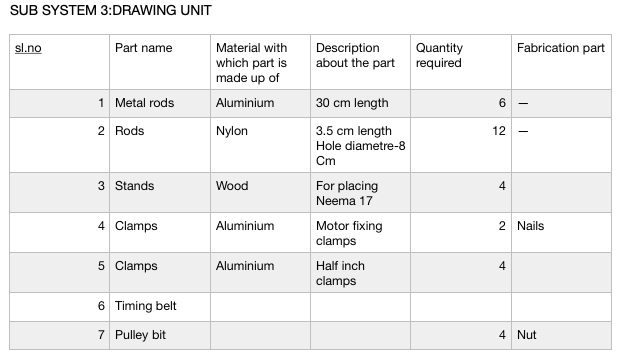 SUB SYSTEM 3:DRAWING UNIT
sl.no Part name Material with which part is made up of Description about the part Quantity required Fabrication part
1 Metal rods Aluminium 30 cm length 6 —
2 Rods Nylon 3.5 cm length Hole diametre-8 Cm 12 —
3 Stands Wood For placing Neema 17 4
4 Clamps Aluminium Motor fixing clamps 2 Nails
5 Clamps Aluminium Half inch clamps 4
6 Timing belt
7 Pulley bit 4 Nut